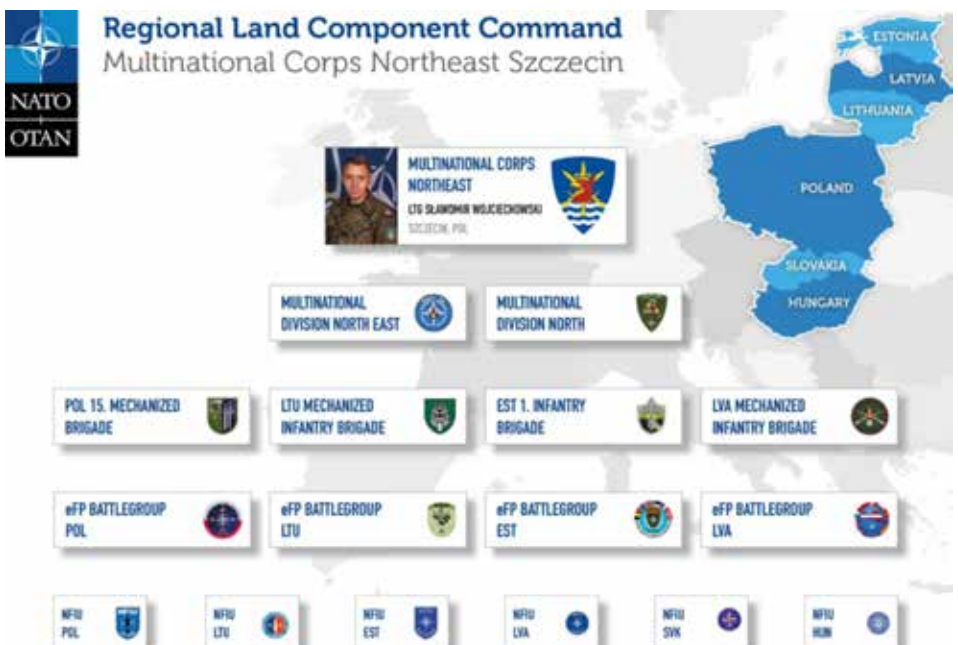 Regional Land Component Command
Multinational Corps Northeast Szczecin
NATO
OTAN
ESTONIA
LATVIA
LITHUANIA
POLAND
SLOVAKIA
HUNGARY
MULTINATIONAL CORPS
NORTHEAST
LTG SLAWOMIR WOJCIECHOWSKI
SZCZECIN, POL
MULTINATIONAL
DIVISION NORTH EAST
MULTINATIONAL
DIVISION NORTH
POL 15. MECHANIZED
BRIGADE
LTU MECHANIZED
INFANTRY BRIGADE
EST 1. INFANTRY
BRIGADE
LVA MECHANIZED
INFANTRY BRIGADE
eFP BATTLEGROUP
POL
eFP BATTLEGROUP
LTU
eFP BATTLEGROUP
EST
eFP BATTLEGROUP
LVA
NFIU
POL
NFIU
LTU
NFIU
EST
NFIU
LVA
NFIU
SVK
NFIU
HUN